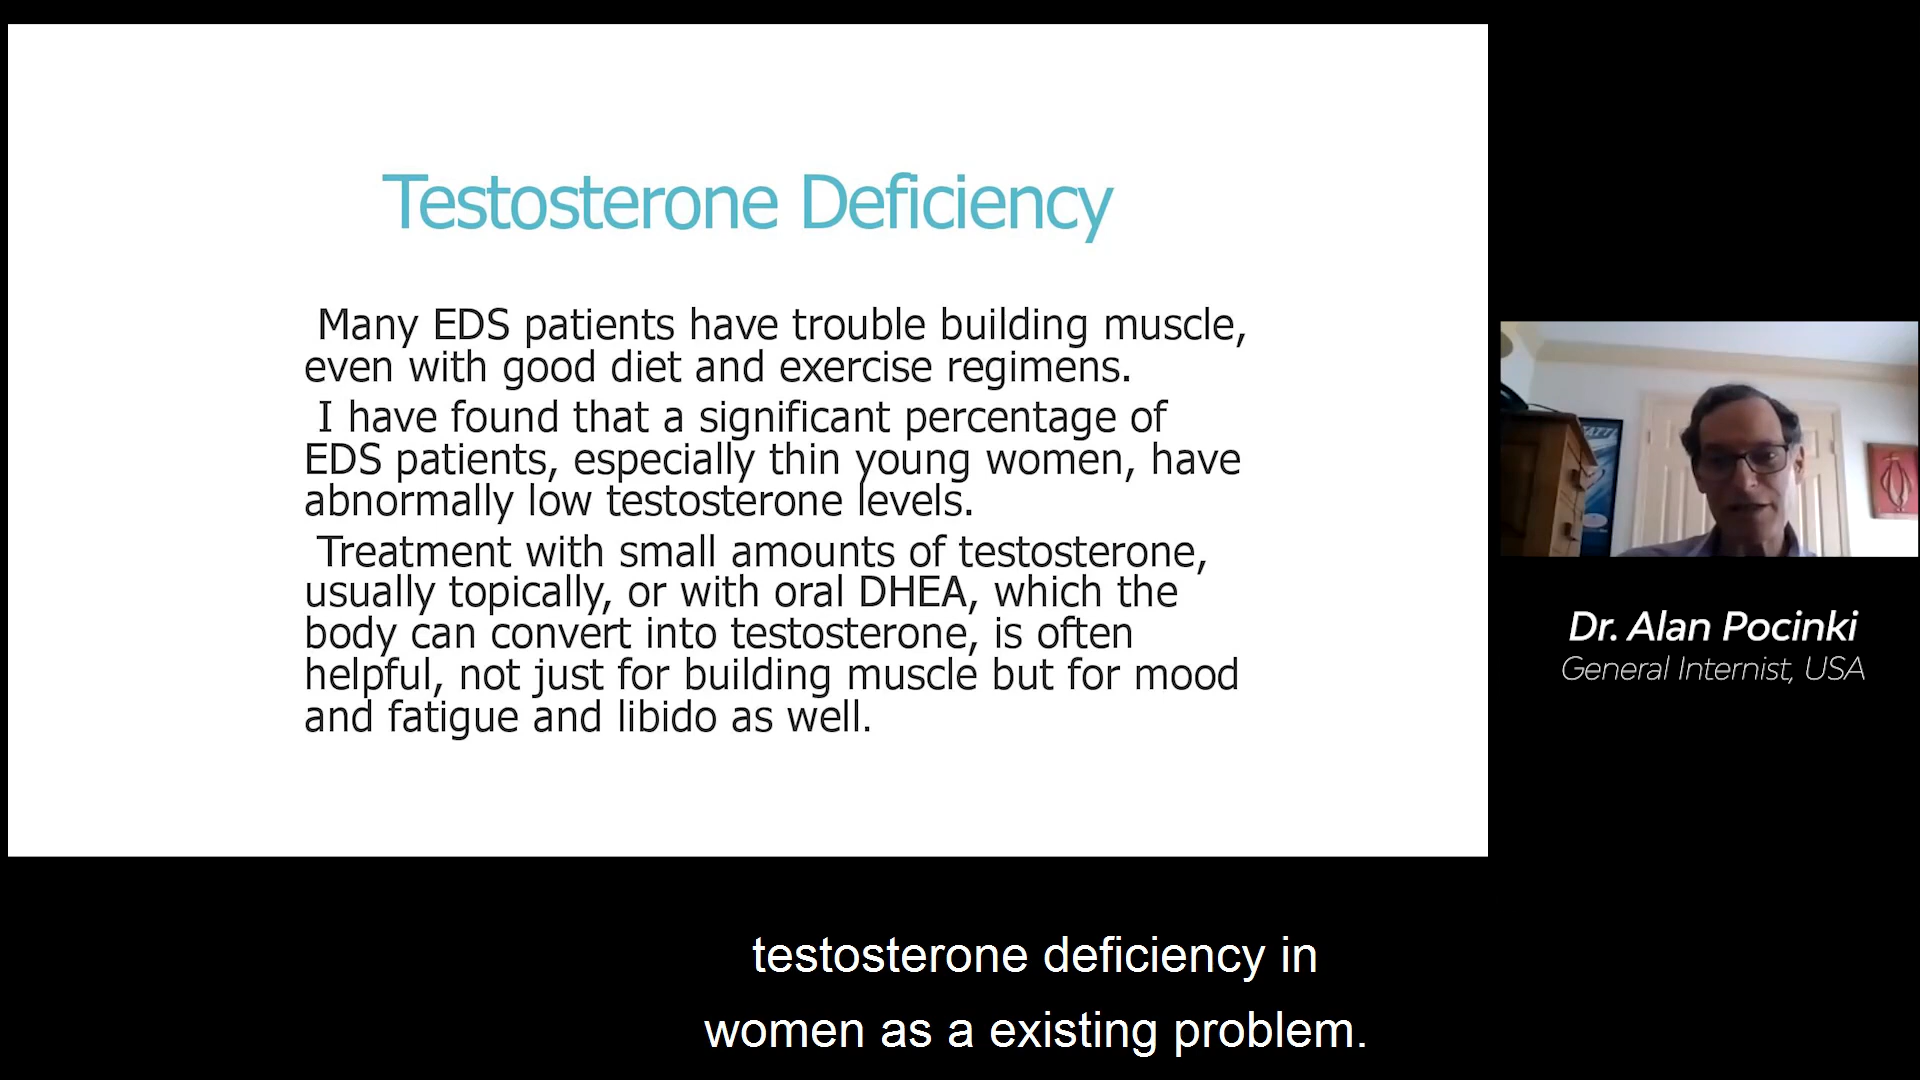 Testosterone Deficiency
Many EDS patients have trouble building muscle,
even with good diet and exercise regimens.
I have found that a significant percentage of
EDS patients, especially thin young women, have
abnormally low testosterone levels.
Treatment with small amounts of testosterone,
usually topically, or with oral DHEA, which the
body can convert into testosterone, is often
helpful, not just for building muscle but for mood
and fatigue and libido as well.
Dr. Alan Pocinki
General Internist, USA
testosterone deficiency in
women as a existing problem.